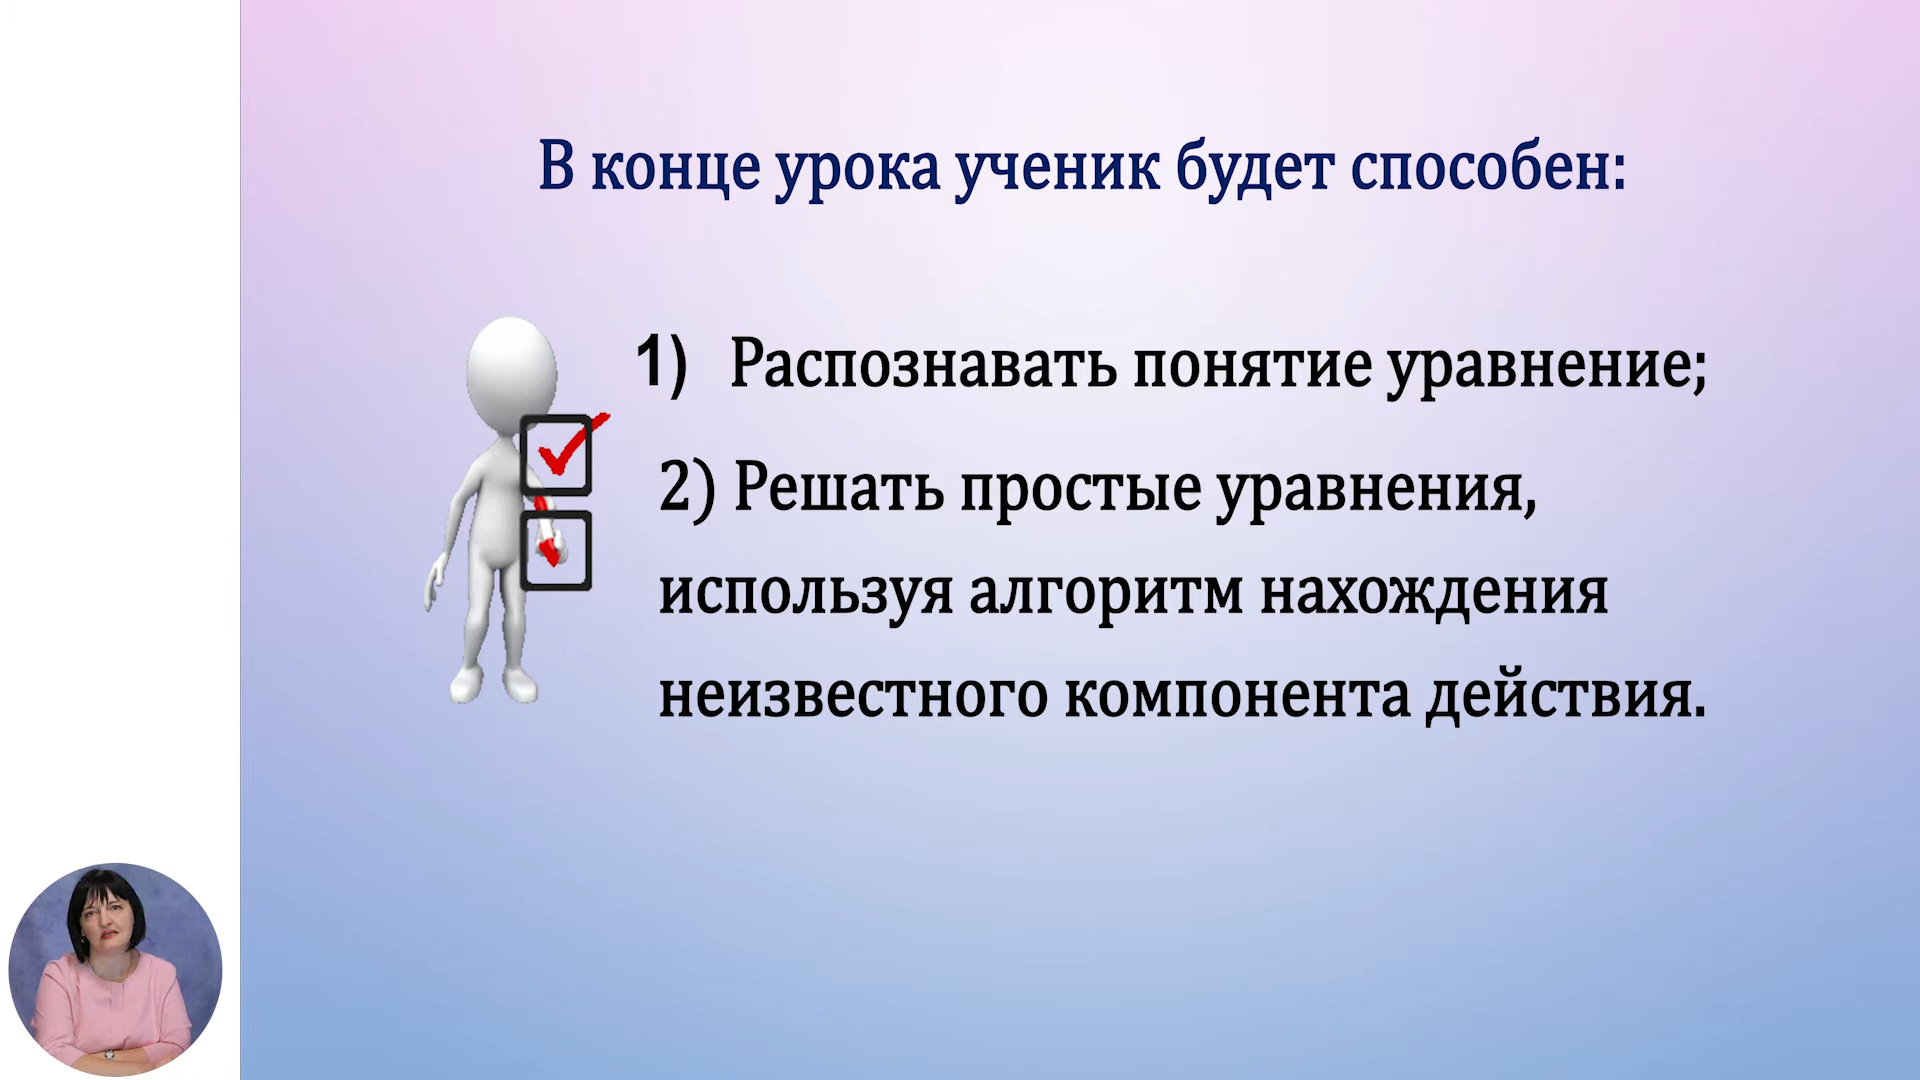 В конце урока ученик будет способен:
1) Распознавать понятие уравнение;
2) Решать простые уравнения,
используя алгоритм нахождения
неизвестного компонента действия.